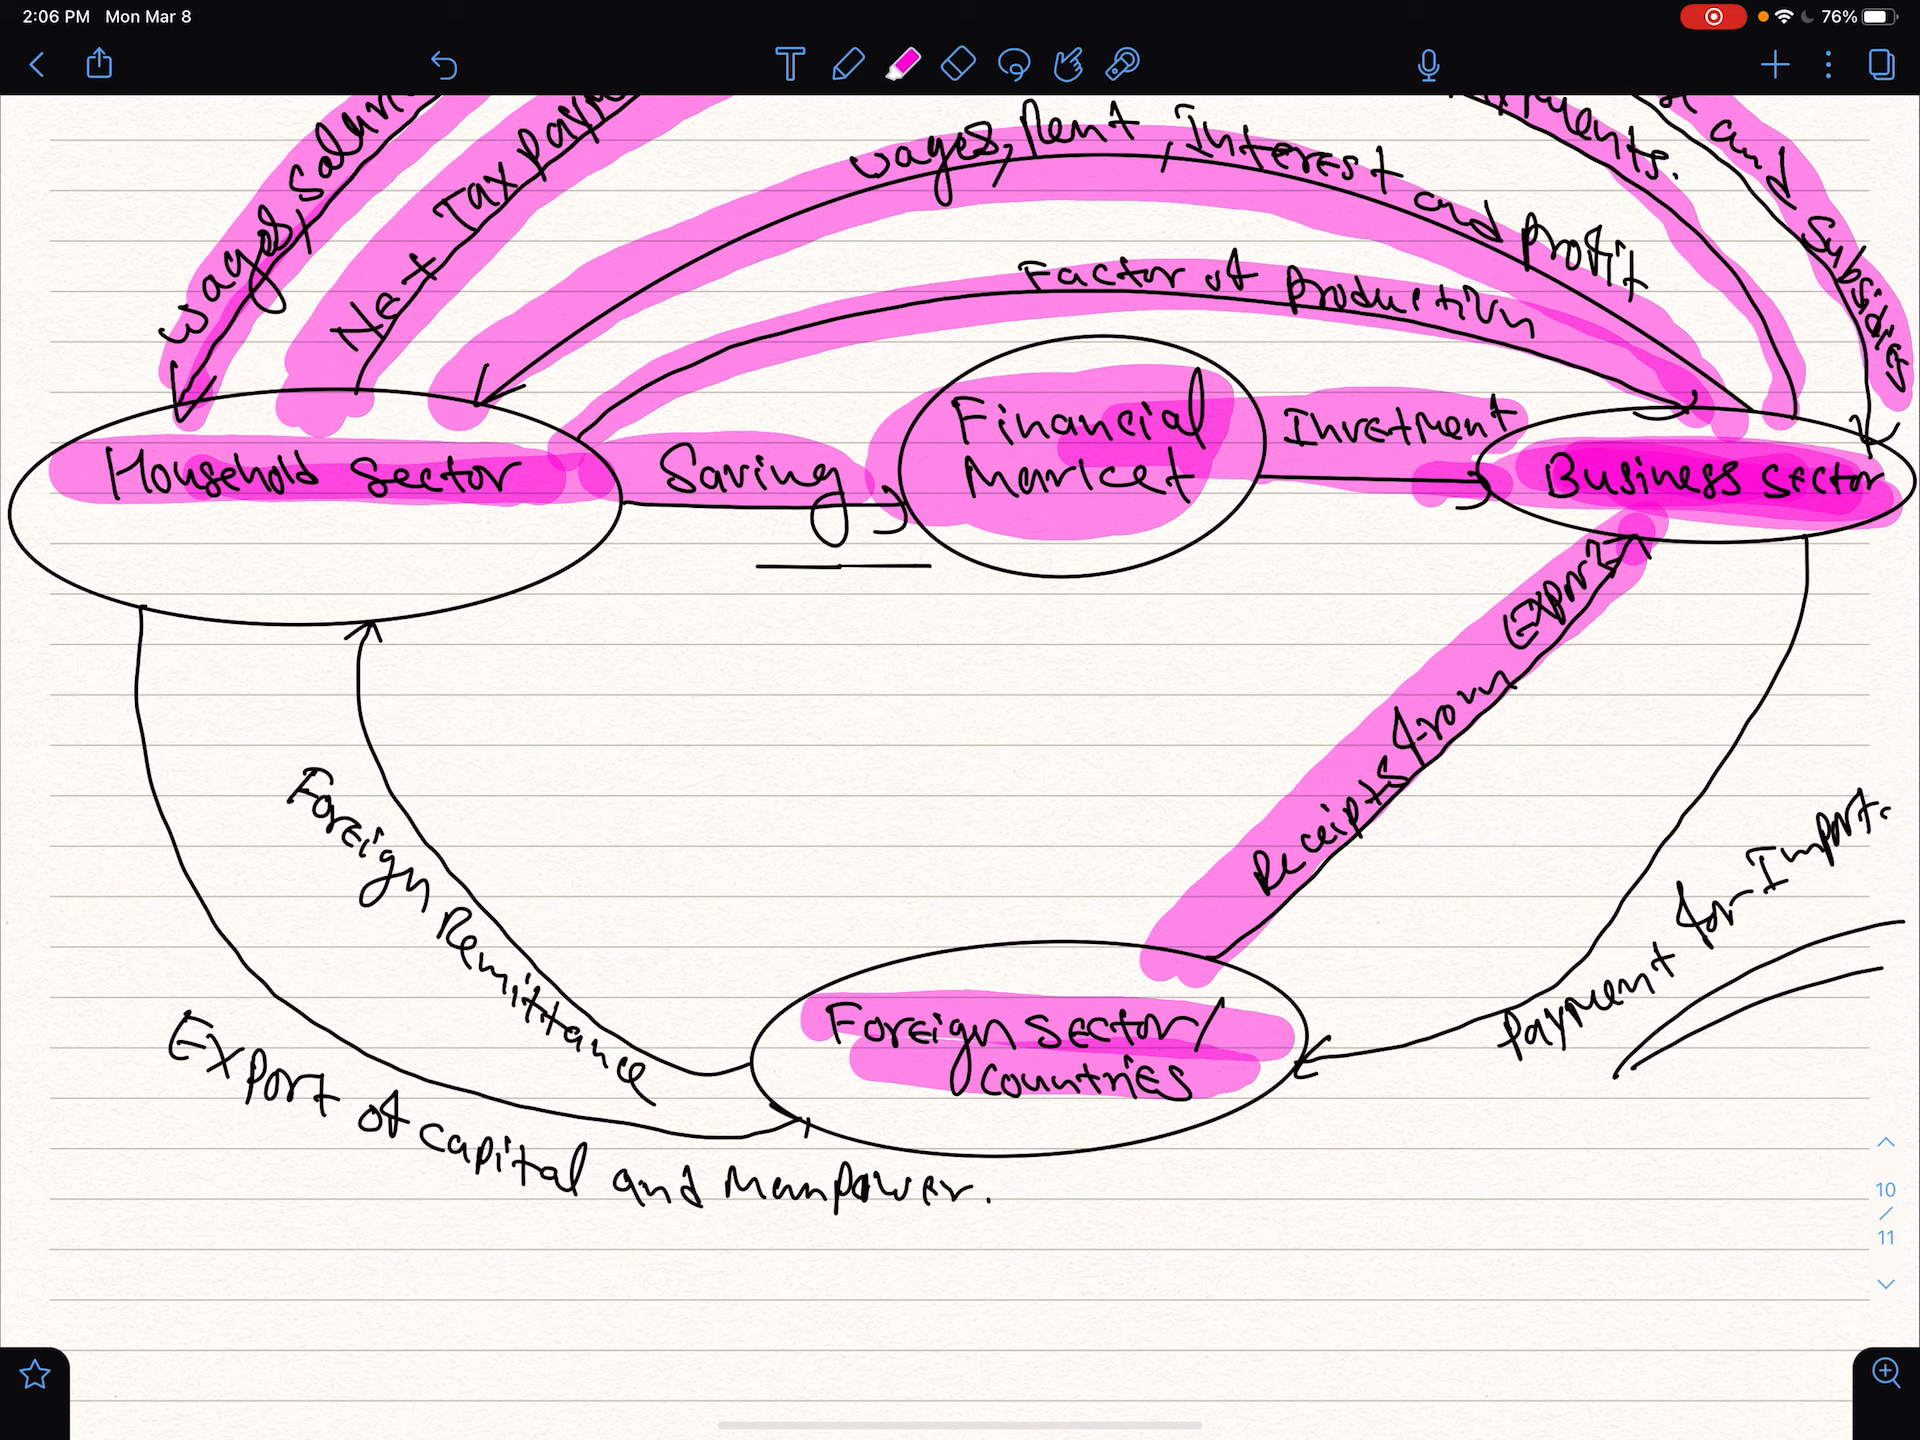 2:06 PM Mon Mar 8
76%
Wages, Salari
Net Tax Paym
Wages, Rent, Interest and Profit
ments.
and Subsidies
Factor of Production
Household Sector
Saving
Financial
Market
Investment
Business Sector
Receipts from Export
Payment for Import.
Foreign Remittance
Foreign Sector/
Countries
Export of capital and Manpower.
10
/
11